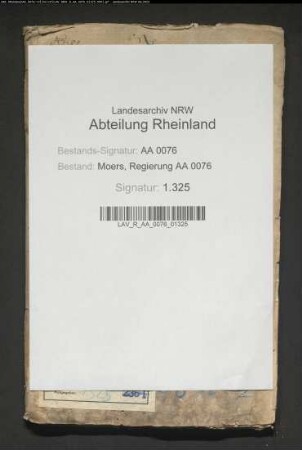 Landesarchiv NRW
Abteilung Rheinland
Bestands-Signatur: AA 0076
Bestand: Moers, Regierung AA 0076
Signatur: 1.325
LAV_R_AA_0076_01325